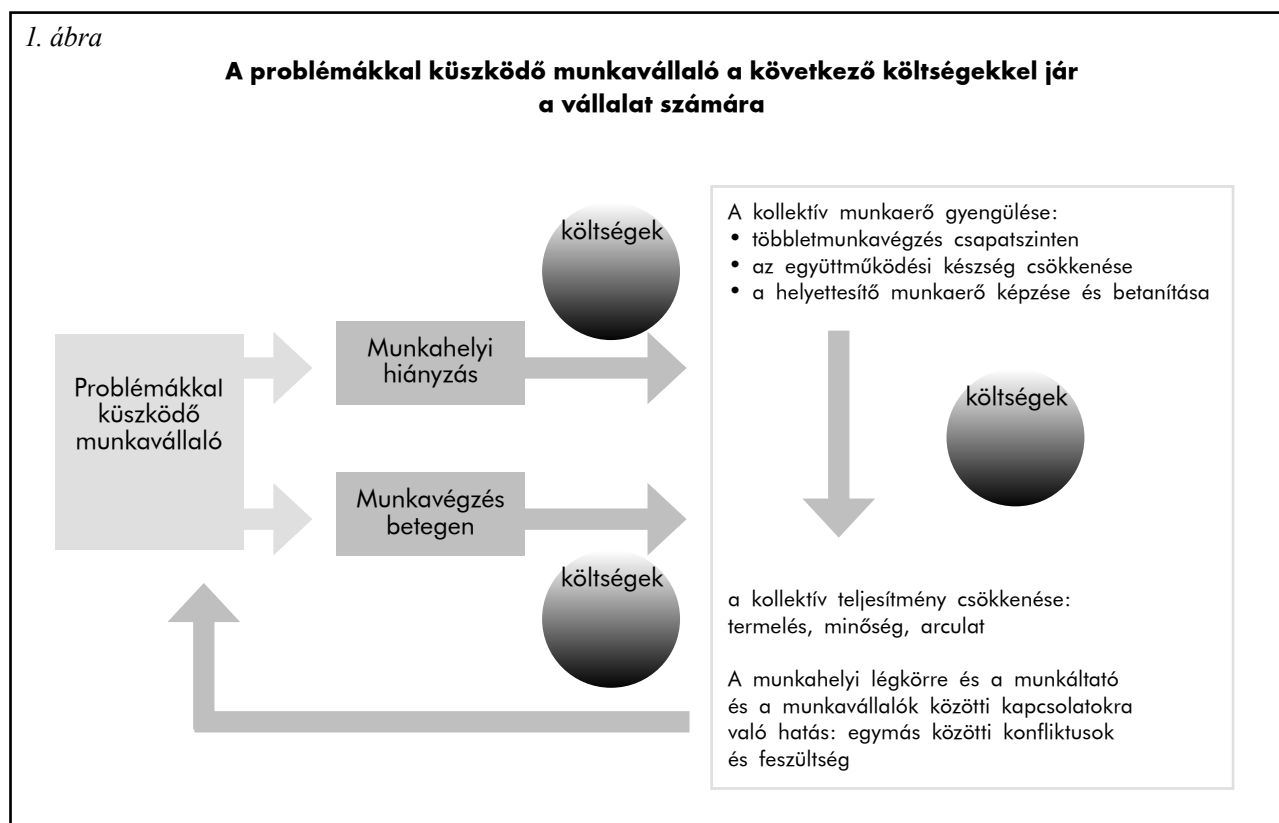 1. ábra
A problémákkal küszködő munkavállaló a következő költségekkel jár
a vállalat számára
Problémákkal
küszködő
munkavállaló
Munkahelyi
hiányzás
Munkavégzés
betegen
költségek
költségek
A kollektív munkaerő gyengülése:
• többletmunkavégzés csapatszinten
• az együttműködési készség csökkenése
• a helyettesítő munkaerő képzése és betanítása
költségek
a kollektív teljesítmény csökkenése:
termelés, minőség, arculat
A munkahelyi légkörre és a munkáltató
és a munkavállalók közötti kapcsolatokra
való hatás: egymás közötti konfliktusok
és feszültség